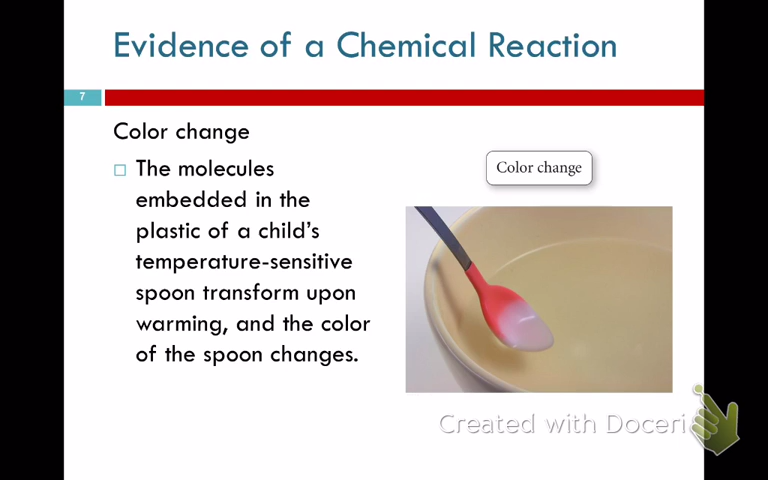 Evidence of a Chemical Reaction
7
Color change
The molecules
embedded in the
plastic of a child's
temperature-sensitive
spoon transform upon
warming, and the color
of the spoon changes.
Color change
Created with Doceri